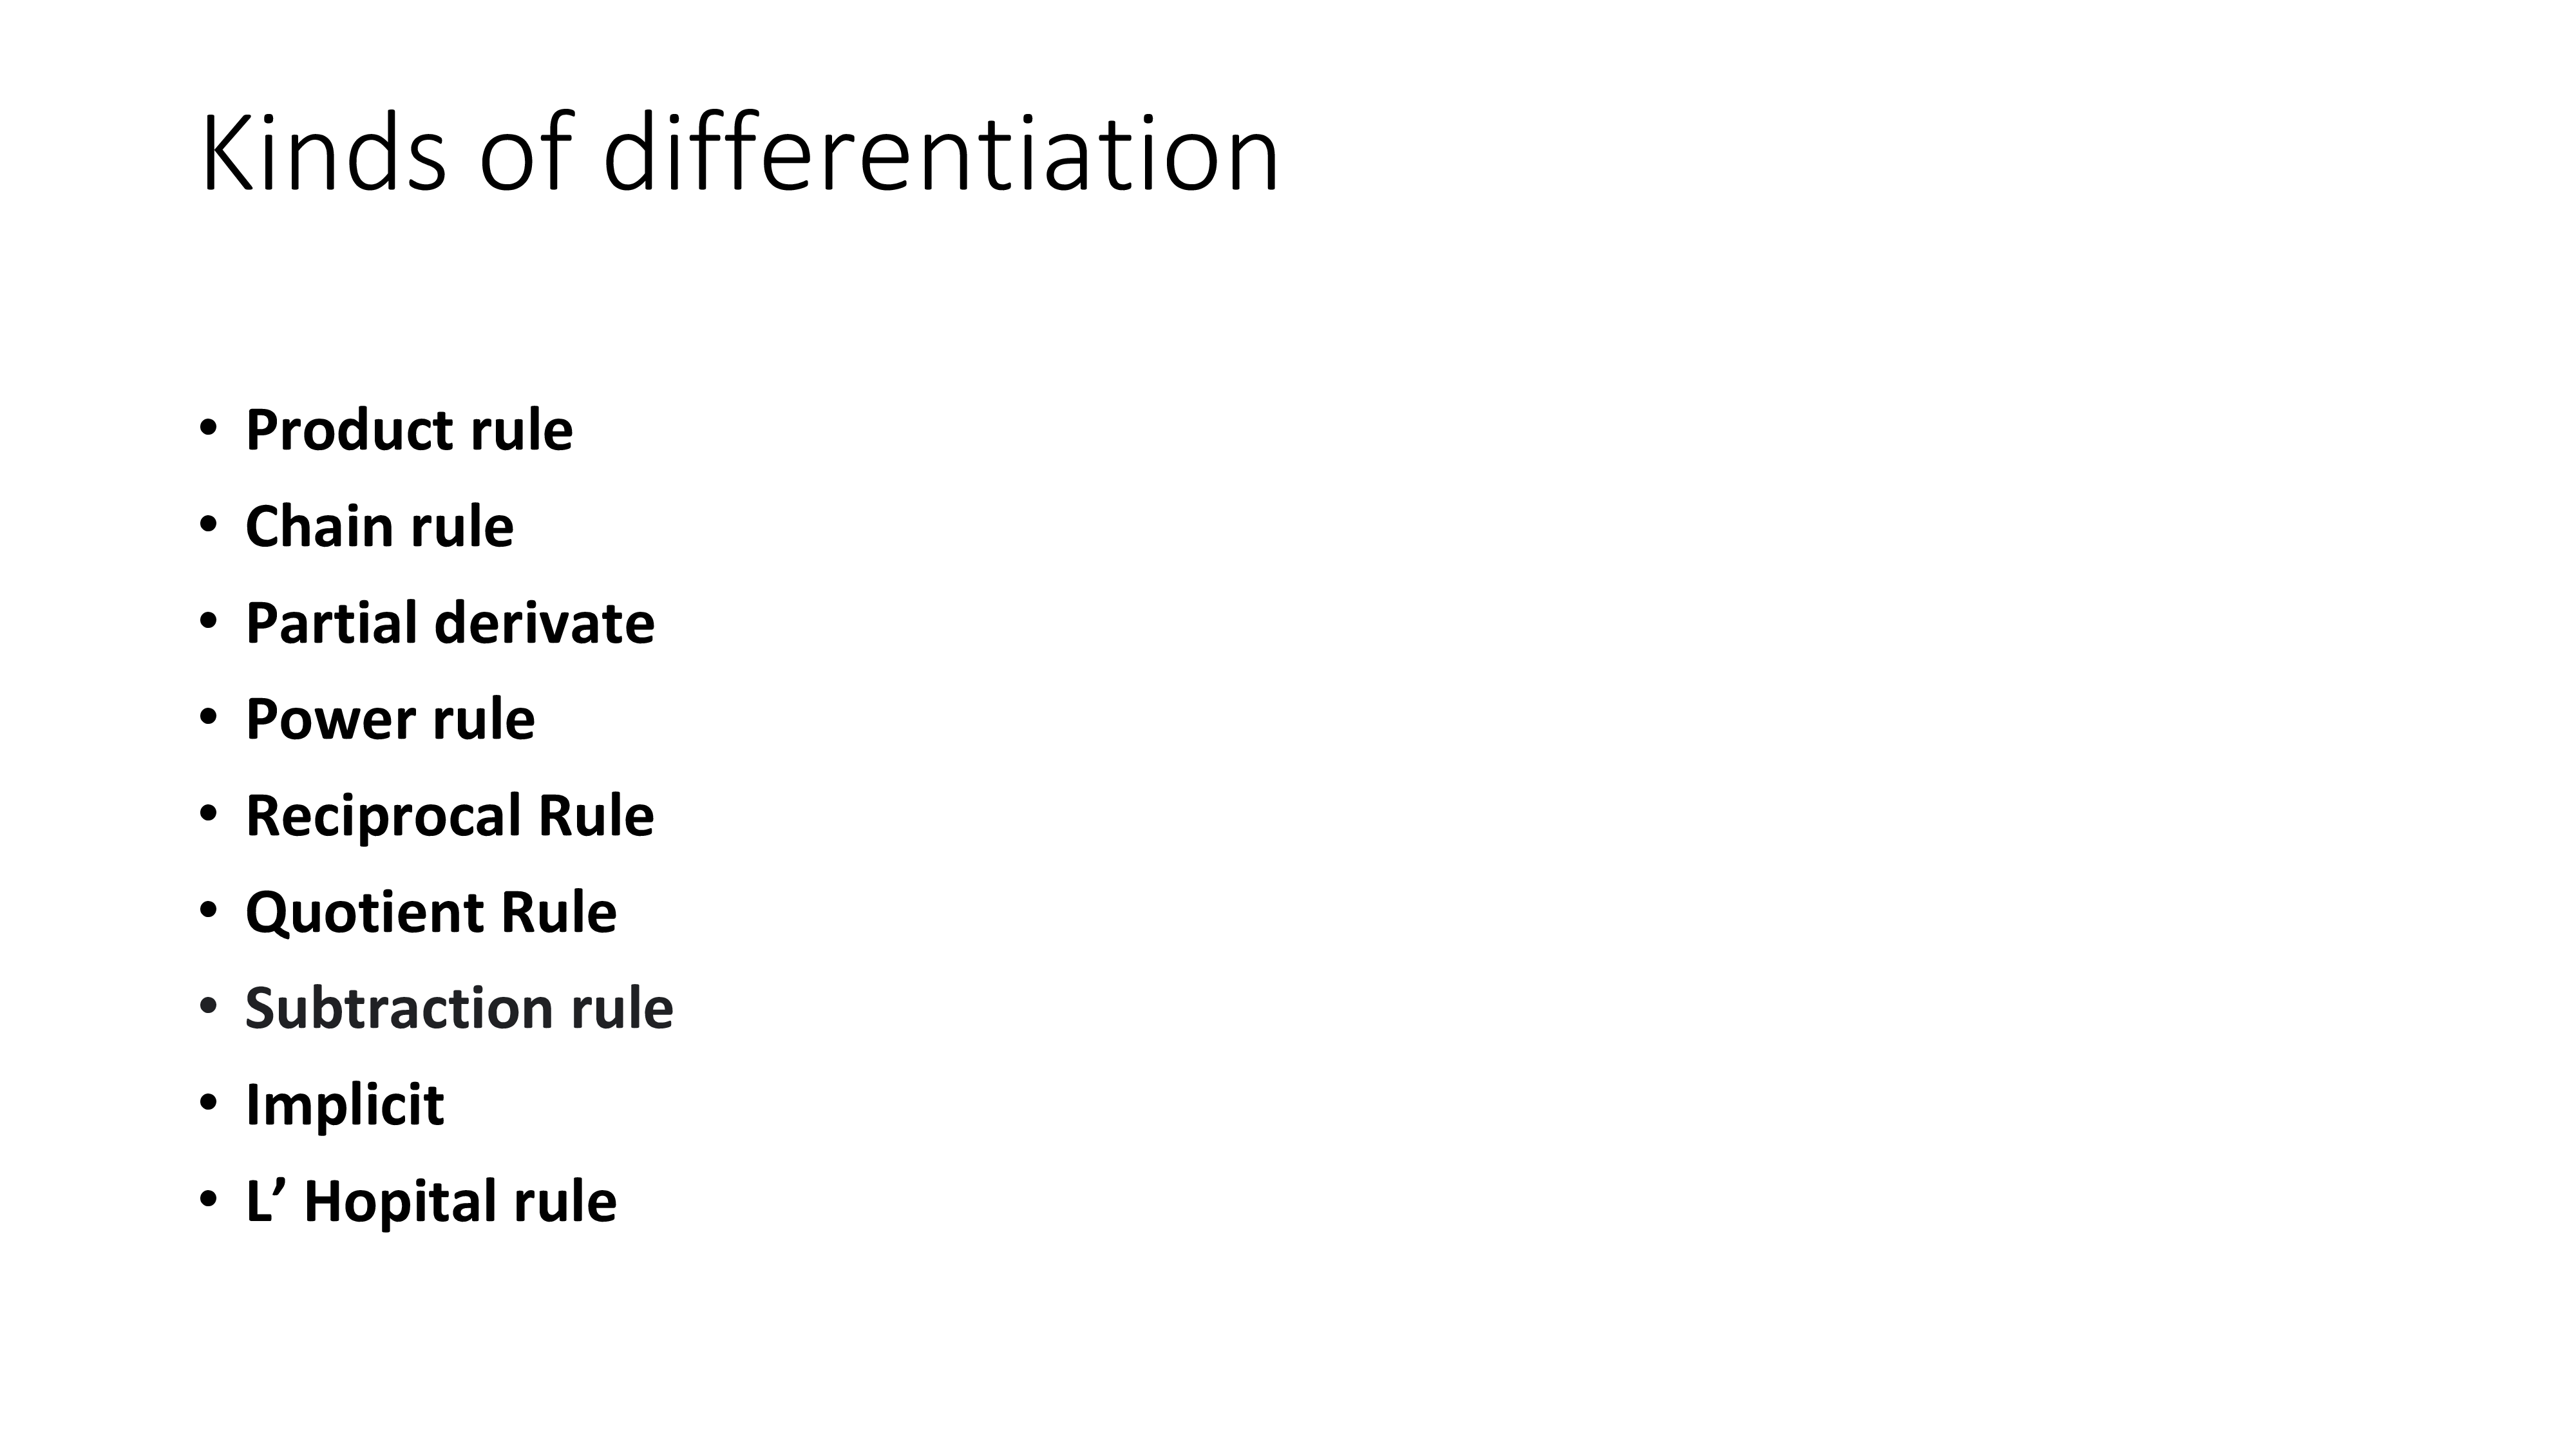 Kinds of differentiation
• Product rule
• Chain rule
• Partial derivate
• Power rule
• Reciprocal Rule
• Quotient Rule
• Subtraction rule
• Implicit
• L’ Hopital rule